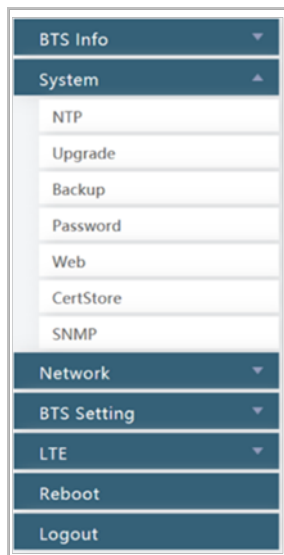 BTS Info
System
NTP
Upgrade
Backup
Password
Web
CertStore
SNMP
Network
BTS Setting
LTE
Reboot
Logout